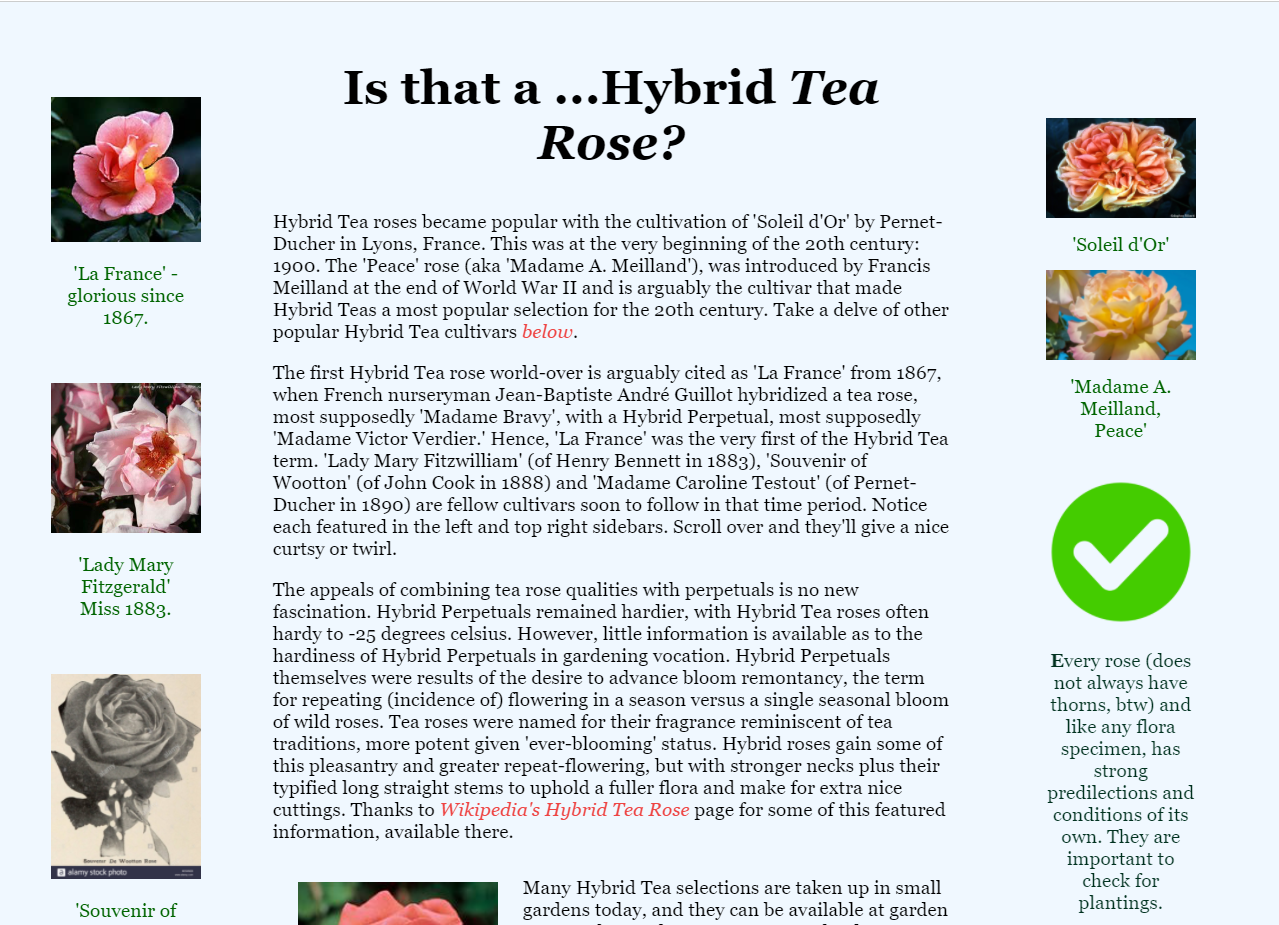 Is that a ...Hybrid Tea
Rose?
'La France' -
glorious since
1867.
'Lady Mary
Fitzgerald'
Miss 1883.
Souvenir De Wootton Rose
a alamy stock photo
'Souvenir of
Hybrid Tea roses became popular with the cultivation of 'Soleil d'Or' by Pernet-
Ducher in Lyons, France. This was at the very beginning of the 20th century:
1900. The 'Peace' rose (aka 'Madame A. Meilland'), was introduced by Francis
Meilland at the end of World War II and is arguably the cultivar that made
Hybrid Teas a most popular selection for the 20th century. Take a delve of other
popular Hybrid Tea cultivars below.
The first Hybrid Tea rose world-over is arguably cited as 'La France' from 1867,
when French nurseryman Jean-Baptiste André Guillot hybridized a tea rose,
most supposedly 'Madame Bravy', with a Hybrid Perpetual, most supposedly
'Madame Victor Verdier.' Hence, 'La France' was the very first of the Hybrid Tea
term. 'Lady Mary Fitzwilliam' (of Henry Bennett in 1883), 'Souvenir of
Wootton' (of John Cook in 1888) and 'Madame Caroline Testout' (of Pernet-
Ducher in 1890) are fellow cultivars soon to follow in that time period. Notice
each featured in the left and top right sidebars. Scroll over and they'll give a nice
curtsy or twirl.
The appeals of combining tea rose qualities with perpetuals is no new
fascination. Hybrid Perpetuals remained hardier, with Hybrid Tea roses often
hardy to -25 degrees celsius. However, little information is available as to the
hardiness of Hybrid Perpetuals in gardening vocation. Hybrid Perpetuals
themselves were results of the desire to advance bloom remontancy, the term
for repeating (incidence of) flowering in a season versus a single seasonal bloom
of wild roses. Tea roses were named for their fragrance reminiscent of tea
traditions, more potent given 'ever-blooming' status. Hybrid roses gain some of
this pleasantry and greater repeat-flowering, but with stronger necks plus their
typified long straight stems to uphold a fuller flora and make for extra nice
cuttings. Thanks to Wikipedia's Hybrid Tea Rose page for some of this featured
information, available there.
Many Hybrid Tea selections are taken up in small
gardens today, and they can be available at garden
'Soleil d'Or'
'Madame A.
Meilland,
Peace'
Every rose (does
not always have
thorns, btw) and
like any flora
specimen, has
strong
predilections and
conditions of its
own. They are
important to
check for
plantings.